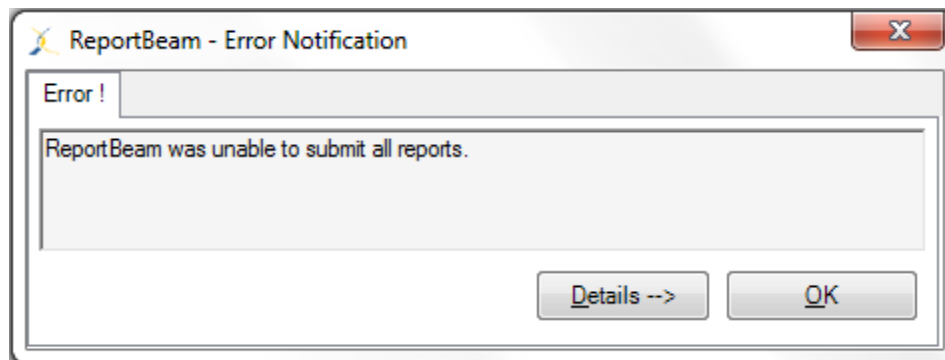 ReportBeam - Error Notification
Error !
ReportBeam was unable to submit all reports.
Details -->
OK